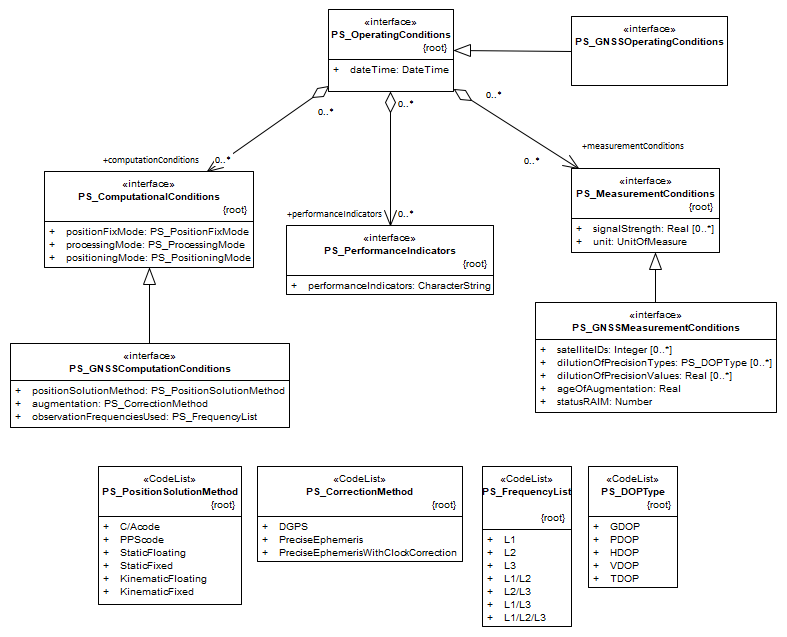 «interface»
PS_OperatingConditions
{root}
+ dateTime: DateTime
«interface»
PS_GNSSOperatingConditions
0..*
0..*
0..*
+computationConditions 0..*
+performanceIndicators 0..*
+measurementConditions
0..*
«interface»
PS_ComputationalConditions
{root}
+ positionFixMode: PS_PositionFixMode
+ processingMode: PS_ProcessingMode
+ positioningMode: PS_PositioningMode
«interface»
PS_PerformanceIndicators
{root}
+ performanceIndicators: CharacterString
«interface»
PS_MeasurementConditions
{root}
+ signalStrength: Real [0..*]
+ unit: UnitOfMeasure
«interface»
PS_GNSSComputationConditions
+ positionSolutionMethod: PS_PositionSolutionMethod
+ augmentation: PS_CorrectionMethod
+ observationFrequenciesUsed: PS_FrequencyList
«interface»
PS_GNSSMeasurementConditions
+ satelliteIDs: Integer [0..*]
+ dilutionOfPrecisionTypes: PS_DOPType [0..*]
+ dilutionOfPrecisionValues: Real [0..*]
+ ageOfAugmentation: Real
+ statusRAIM: Number
«CodeList»
PS_PositionSolutionMethod
{root}
+ C/Acode
+ PPScode
+ StaticFloating
+ StaticFixed
+ KinematicFloating
+ KinematicFixed
«CodeList»
PS_CorrectionMethod
{root}
+ DGPS
+ PreciseEphemeris
+ PreciseEphemerisWithClockCorrection
«CodeList»
PS_FrequencyList
{root}
+ L1
+ L2
+ L3
+ L1/L2
+ L2/L3
+ L1/L3
+ L1/L2/L3
«CodeList»
PS_DOPType
{root}
+ GDOP
+ PDOP
+ HDOP
+ VDOP
+ TDOP